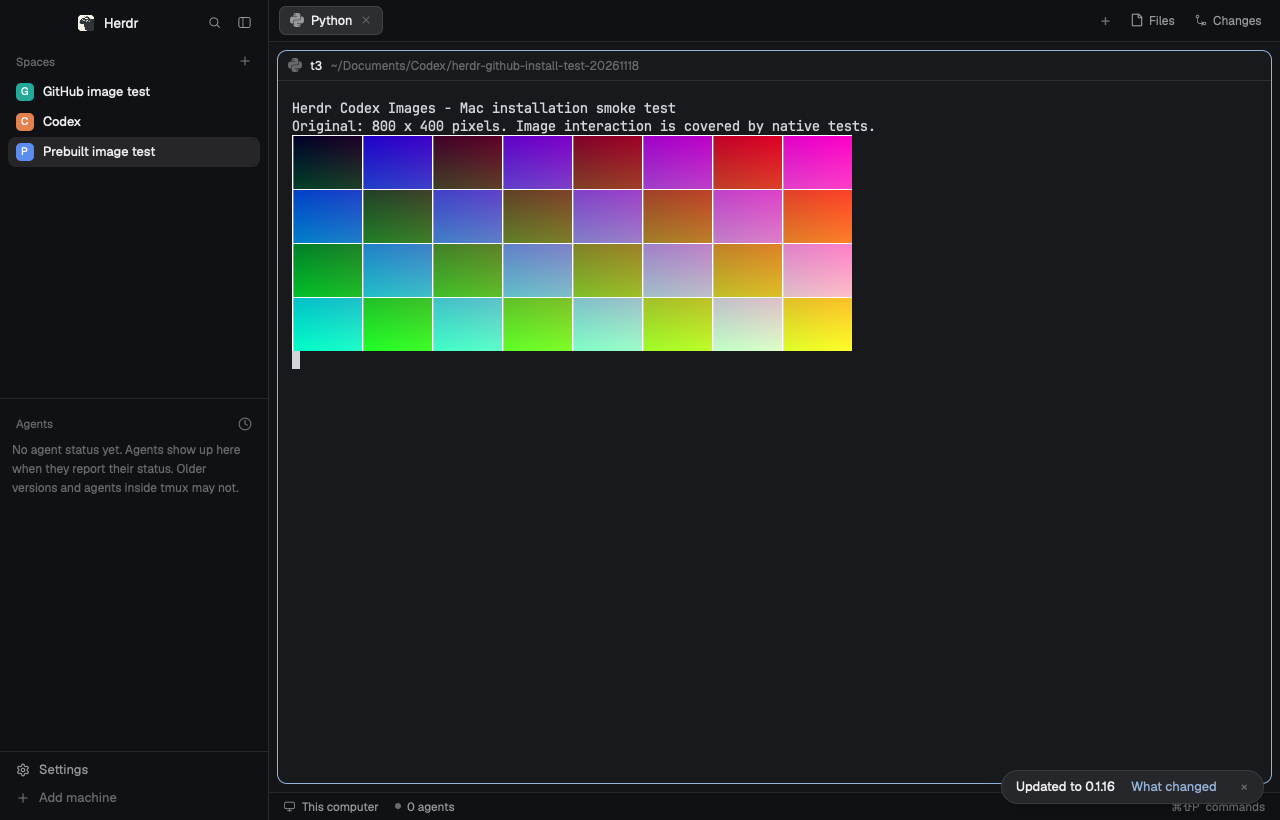 Herdr
Spaces
G GitHub image test
C Codex
P Prebuilt image test
Agents
No agent status yet. Agents show up here
when they report their status. Older
versions and agents inside tmux may not.
Settings
Add machine
Python
Files
Changes
t3 ~/Documents/Codex/herdr-github-install-test-20261118
Herdr Codex Images - Mac installation smoke test
Original: 800 x 400 pixels. Image interaction is covered by native tests.
Updated to 0.1.16 What changed
This computer
0 agents
⌘⇧P commands